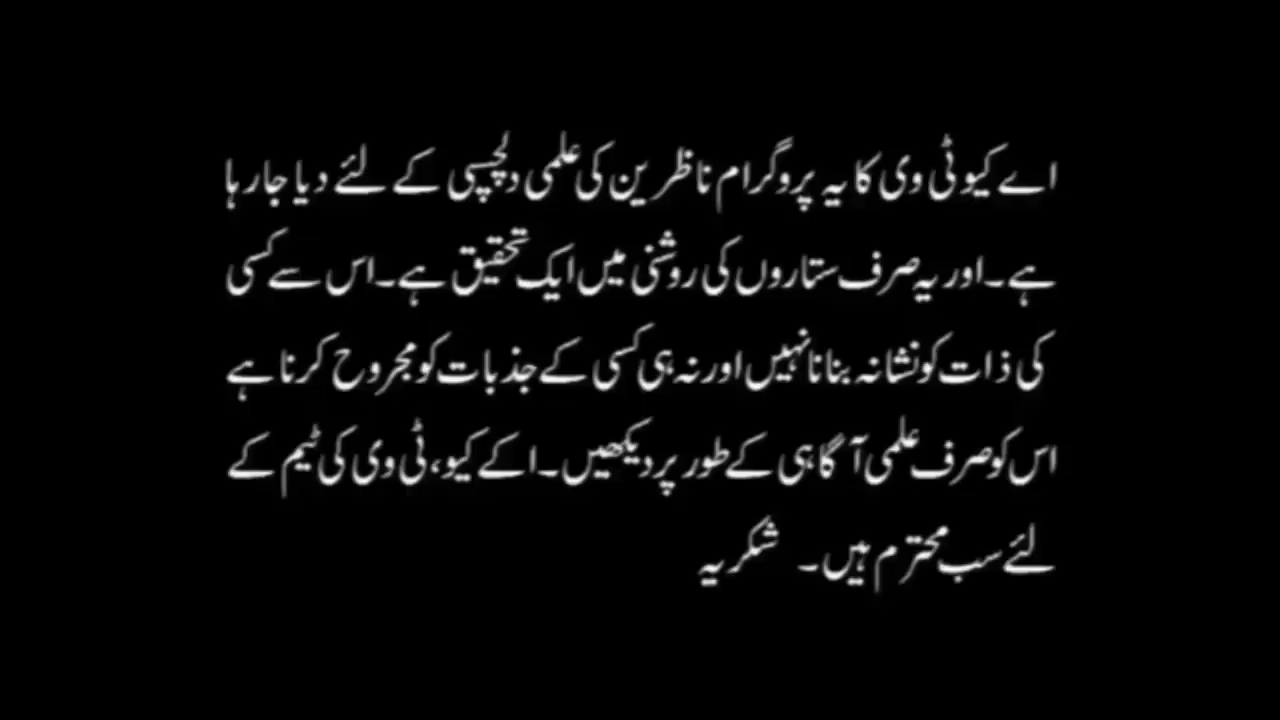 اے کیو ٹی وی کا یہ پروگرام ناظرین کی علمی دلچسپی کے لئے دیا جا رہا
ہے۔ اور یہ صرف ستاروں کی روشنی میں ایک تحقیق ہے۔ اس سے کسی
کی ذات کو نشانہ بنانا نہیں اور نہ ہی کسی کے جذبات کو مجروح کرنا ہے
اس کو صرف علمی آگاہی کے طور پر دیکھیں۔ اکے کیو، ٹی وی کی ٹیم کے
لئے سب محترم ہیں۔ شکریہ